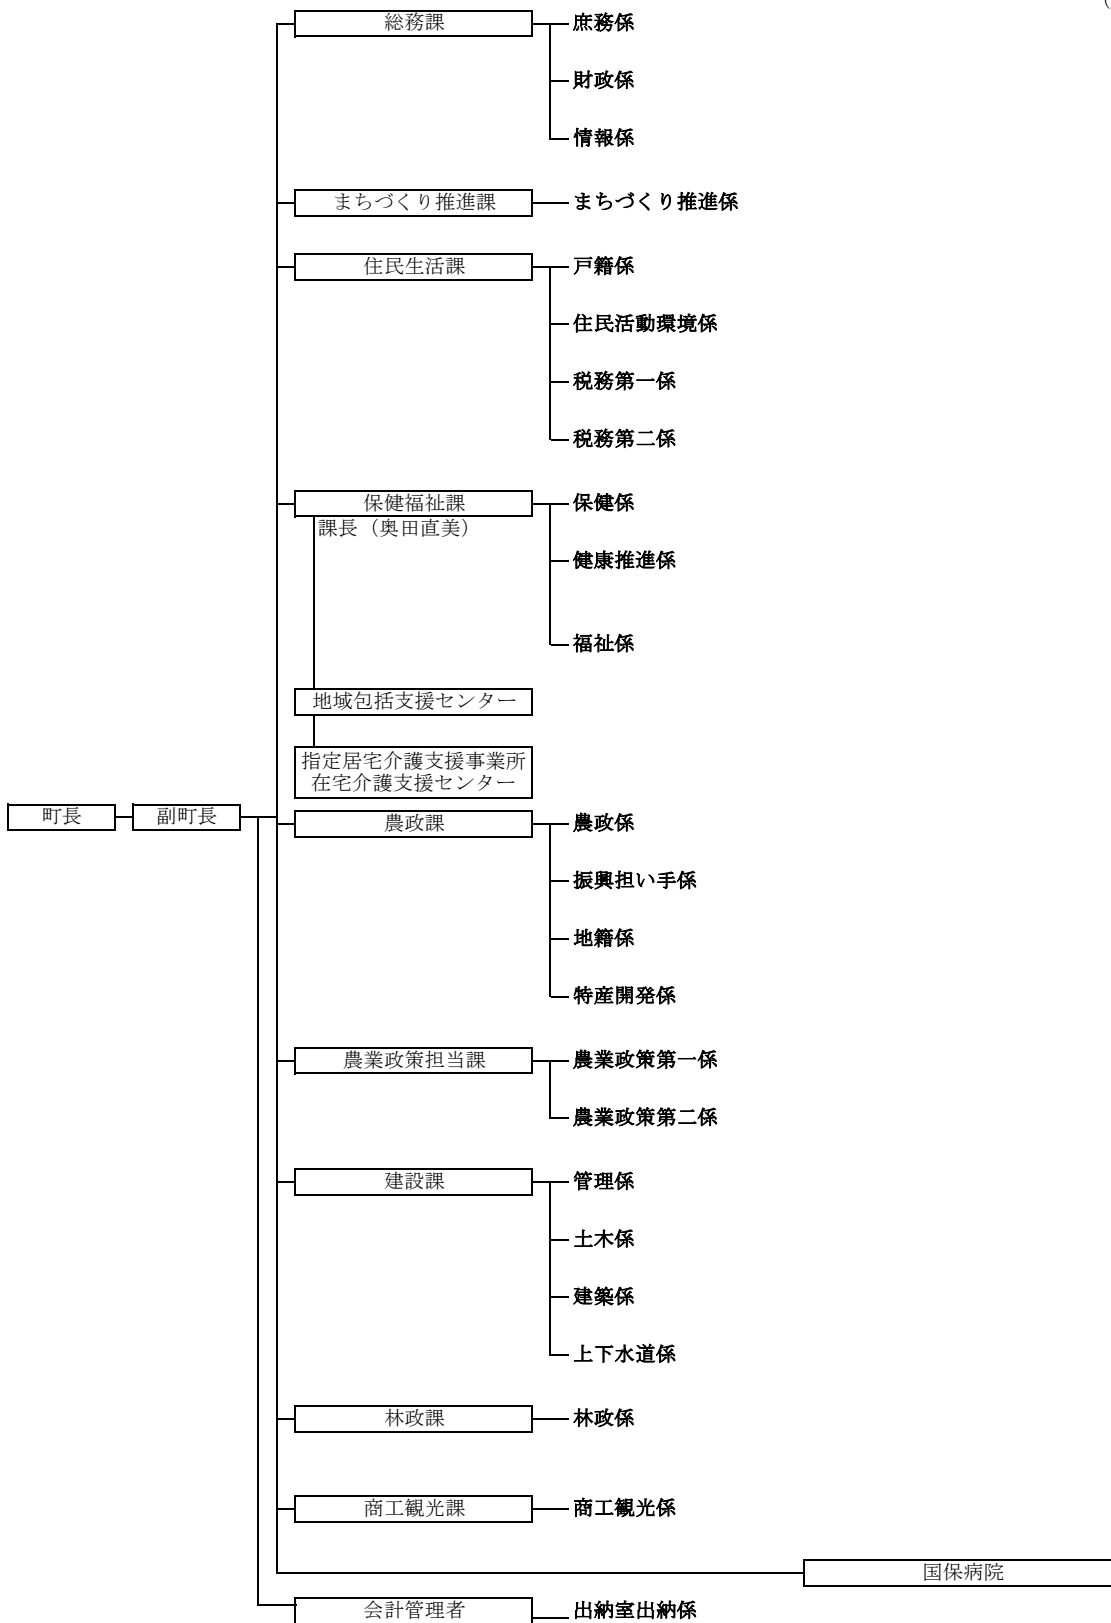 総務課
庶務係
財政係
情報係
まちづくり推進課
まちづくり推進係
住民生活課
戸籍係
住民活動環境係
税務第一係
税務第二係
保健福祉課
保健係
課長（奥田直美）
健康推進係
福祉係
地域包括支援センター
指定居宅介護支援事業所
在宅介護支援センター
町長
副町長
農政課
農政係
振興担い手係
地籍係
特産開発係
農業政策担当課
農業政策第一係
農業政策第二係
建設課
管理係
土木係
建築係
上下水道係
林政課
林政係
商工観光課
商工観光係
国保病院
会計管理者
出納室出納係